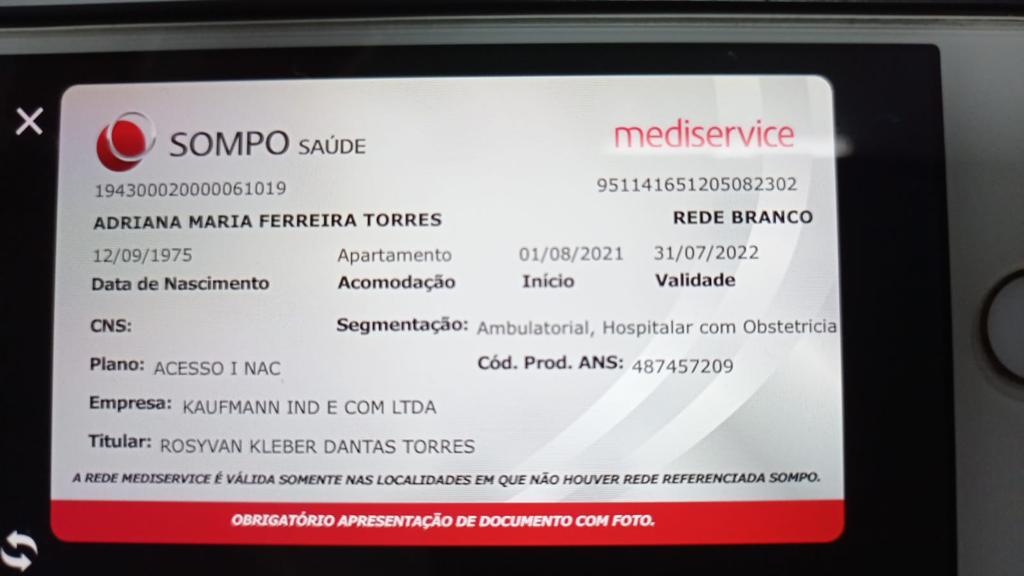 SOMPO SAÚDE
mediservice
194300020000061019
951141651205082302
ADRIANA MARIA FERREIRA TORRES
REDE BRANCO
12/09/1975
Apartamento
01/08/2021
31/07/2022
Data de Nascimento
Acomodação
Início
Validade
CNS:
Segmentação: Ambulatorial, Hospitalar com Obstetricia
Plano: ACESSO I NAC
Cód. Prod. ANS: 487457209
Empresa: KAUFMANN IND E COM LTDA
Titular: ROSYVAN KLEBER DANTAS TORRES
A REDE MEDISERVICE É VÁLIDA SOMENTE NAS LOCALIDADES EM QUE NÃO HOUVER REDE REFERENCIADA SOMPO.
OBRIGATÓRIO APRESENTAÇÃO DE DOCUMENTO COM FOTO.